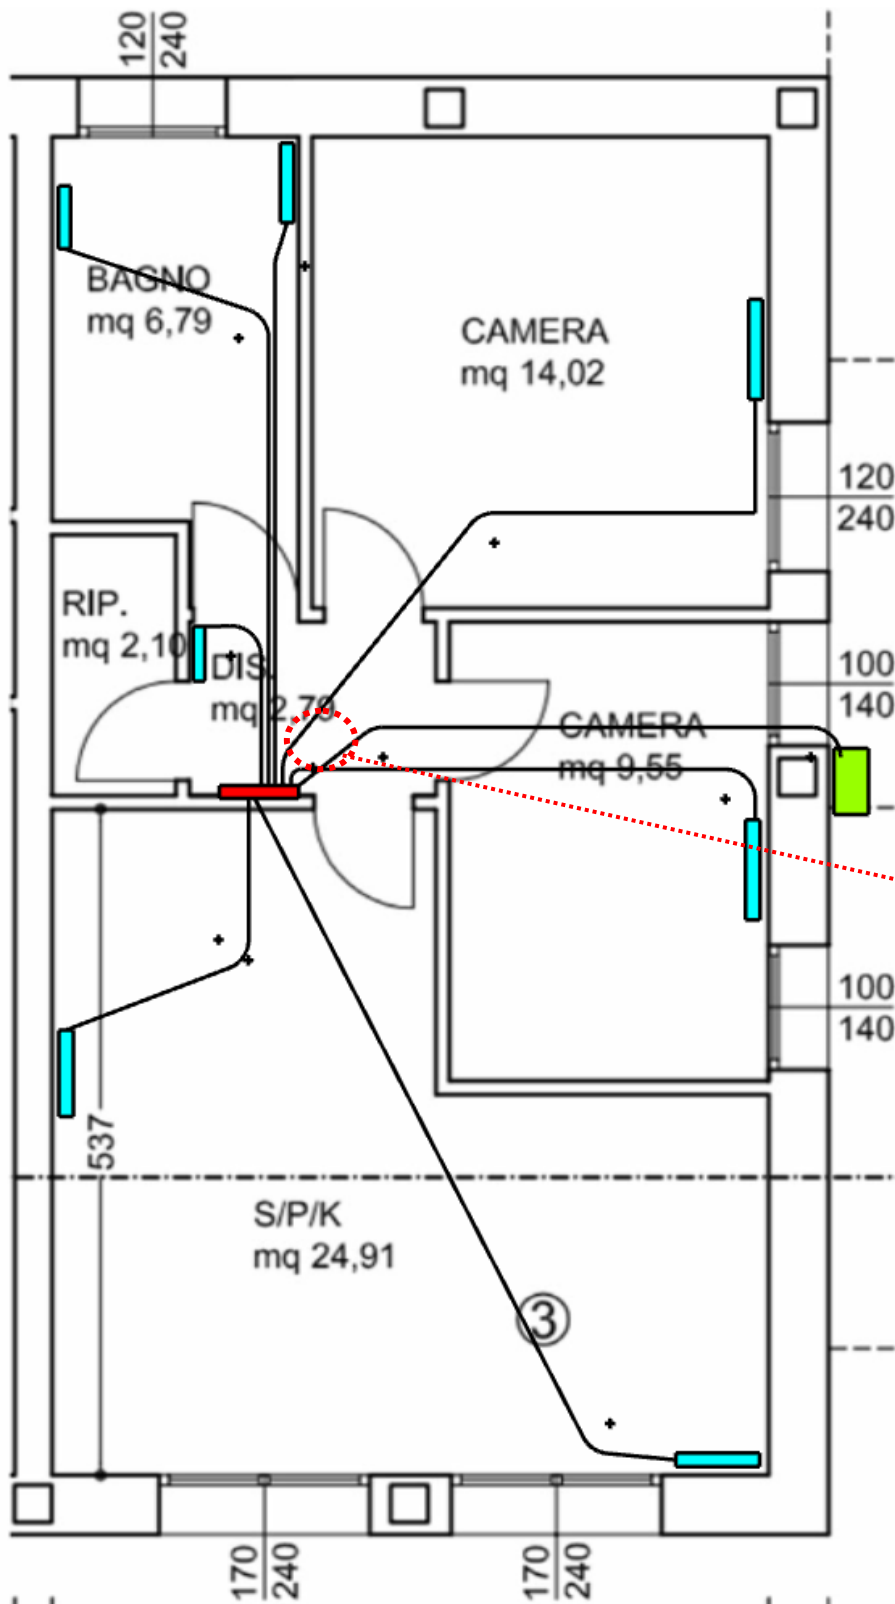 120
240
BAGNO
mq 6,79
CAMERA
mq 14,02
120
240
RIP.
mq 2,10
DIS.
mq 2,79
100
140
CAMERA
mq 9,55
100
140
537
S/P/K
mq 24,91
3
170
240
170
240